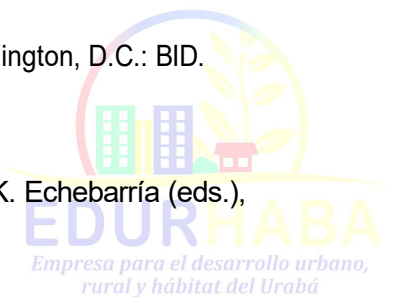 ington, D.C.: BID.
K. Echebarría (eds.),
EDURHABA
Empresa para el desarrollo urbano,
rural y hábitat del Urabá